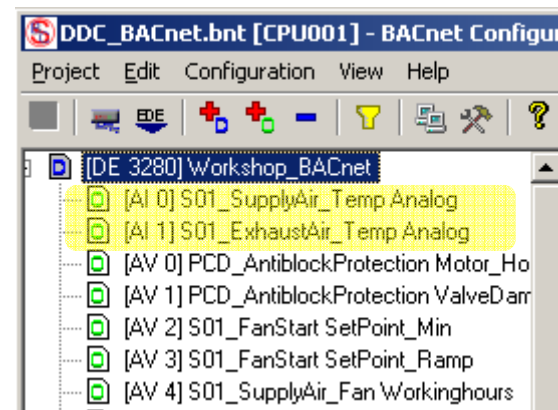 DDC_BACnet.bnt [CPU001] - BACnet Configur
Project Edit Configuration View Help
EDE D O ?
D [DE 3280] Workshop_BACnet
O [AI 0] S01_SupplyAir_Temp Analog
O [AI 1] S01_ExhaustAir_Temp Analog
O [AV 0] PCD_AntiblockProtection Motor_Ho
O [AV 1] PCD_AntiblockProtection ValveDam
O [AV 2] S01_FanStart SetPoint_Min
O [AV 3] S01_FanStart SetPoint_Ramp
O [AV 4] S01_SupplyAir_Fan Workinghours